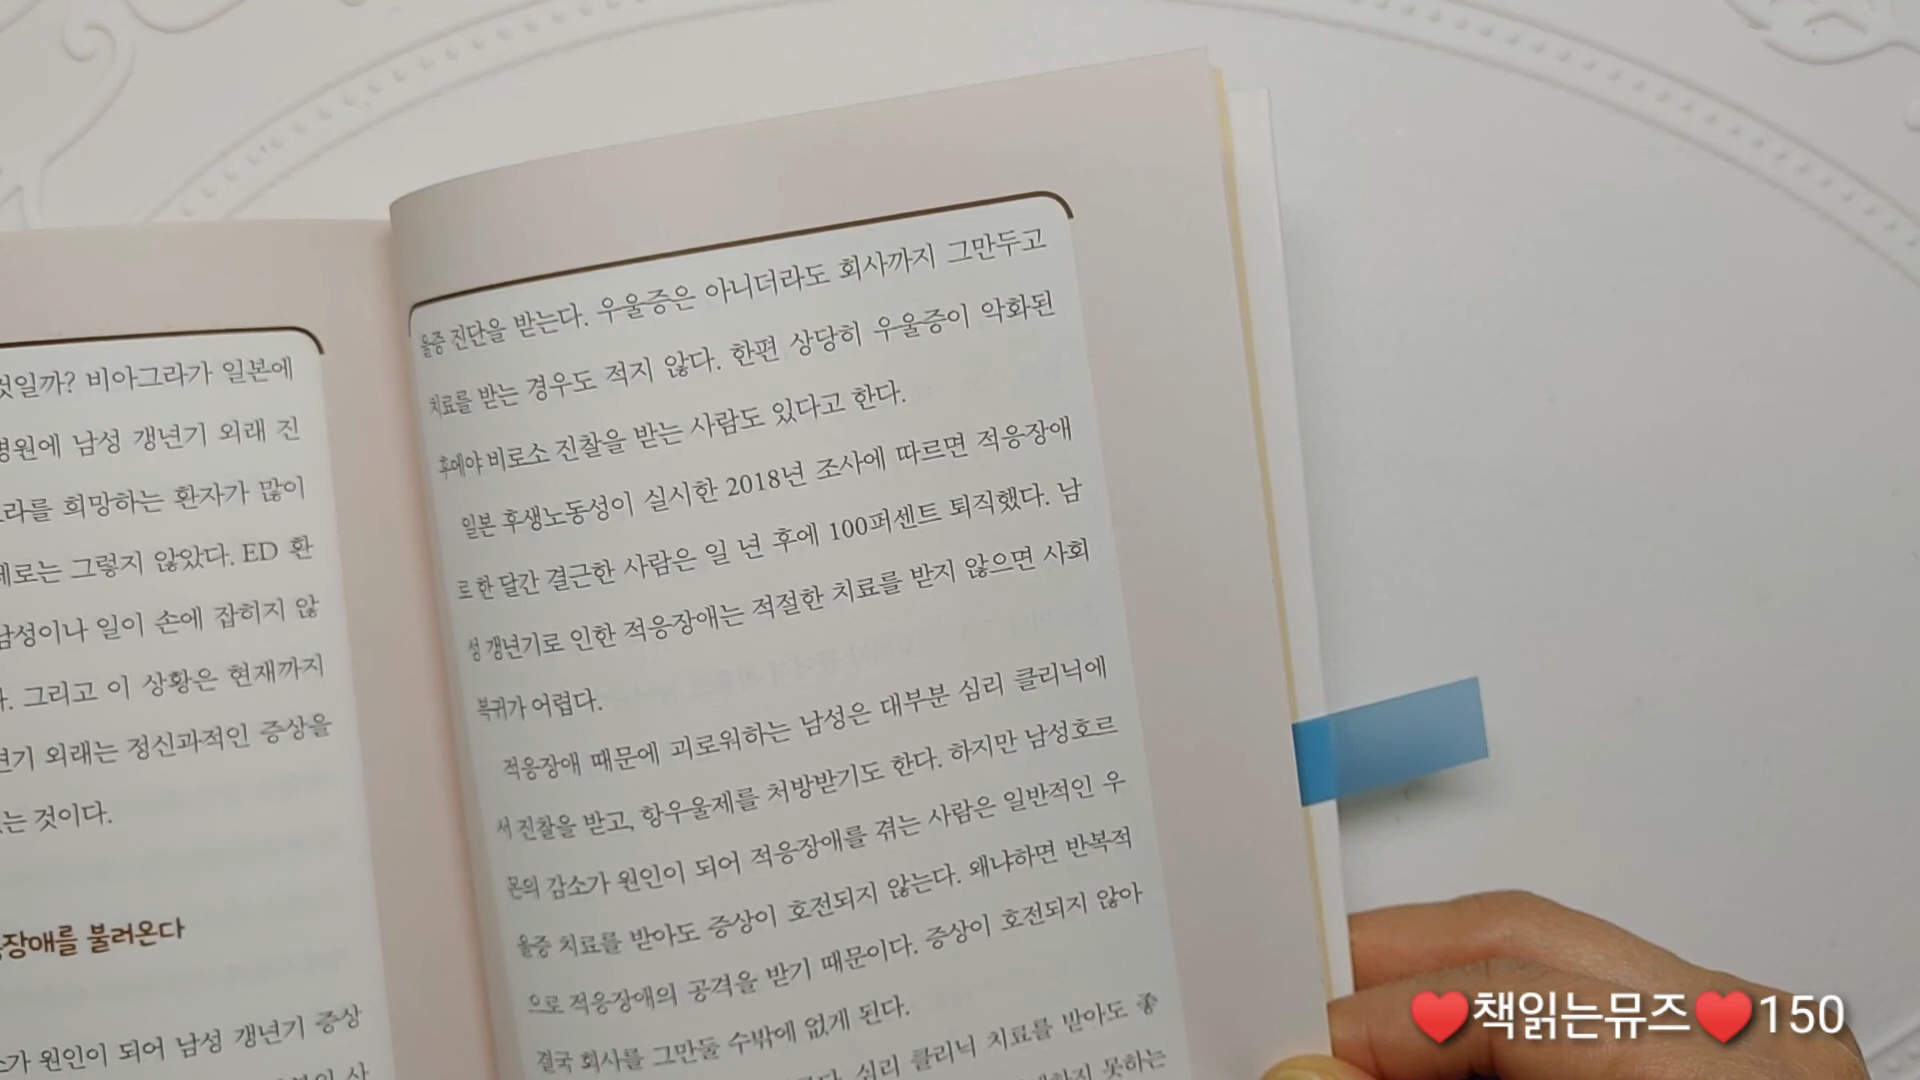 것일까? 비아그라가 일본에
병원에 남성 갱년기 외래 진
그라를 희망하는 환자가 많이
제로는 그렇지 않았다. ED 환
남성이나 일이 손에 잡히지 않
그리고 이 상황은 현재까지
년기 외래는 정신과적인 증상을
는 것이다.
장애를 불러온다
가 원인이 되어 남성 갱년기 증상
울증 진단을 받는다. 우울증은 아니더라도 회사까지 그만두고
치료를 받는 경우도 적지 않다. 한편 상당히 우울증이 악화된
후에야 비로소 진찰을 받는 사람도 있다고 한다.
일본 후생노동성이 실시한 2018년 조사에 따르면 적응장애
로 한 달간 결근한 사람은 일 년 후에 100퍼센트 퇴직했다. 남
성 갱년기로 인한 적응장애는 적절한 치료를 받지 않으면 사회
복귀가 어렵다.
적응장애 때문에 괴로워하는 남성은 대부분 심리 클리닉에
서 진찰을 받고, 항우울제를 처방받기도 한다. 하지만 남성호르
몬의 감소가 원인이 되어 적응장애를 겪는 사람은 일반적인 우
울증 치료를 받아도 증상이 호전되지 않는다. 왜냐하면 반복적
으로 적응장애의 공격을 받기 때문이다. 증상이 호전되지 않아
결국 회사를 그만둘 수밖에 없게 된다.
심리 클리닉 치료를 받아도 좋
못하는
♥책읽는뮤즈♥150